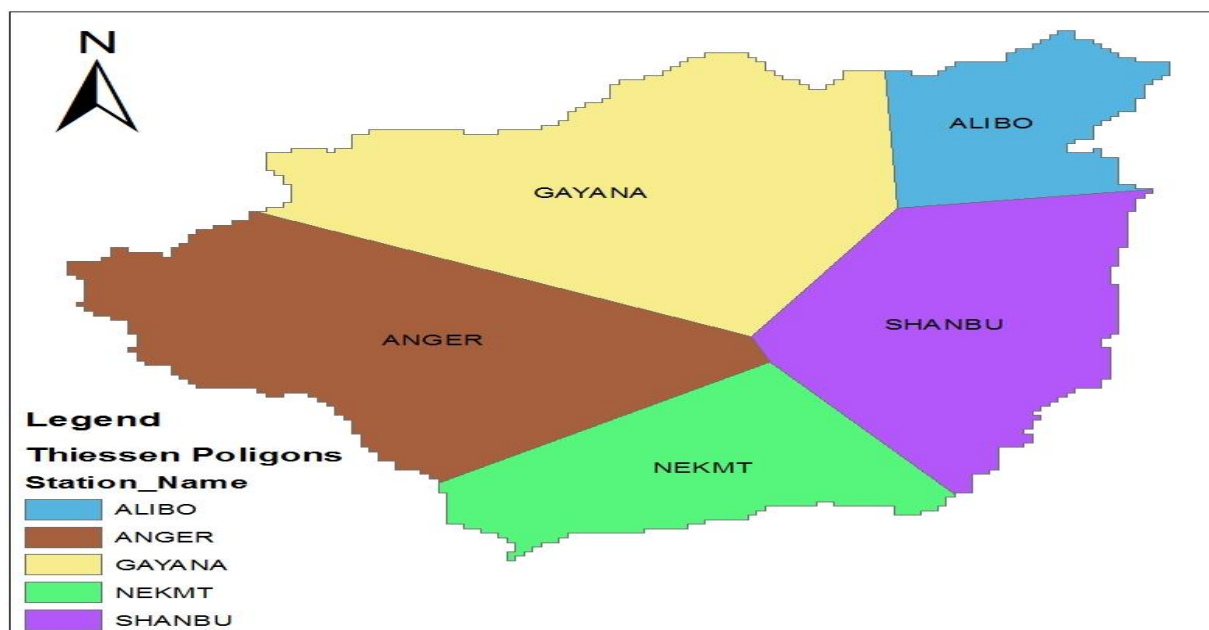 N
ALIBO
GAYANA
SHANBU
ANGER
NEKMT
Legend
Thiessen Poligons
Station_Name
ALIBO
ANGER
GAYANA
NEKMT
SHANBU